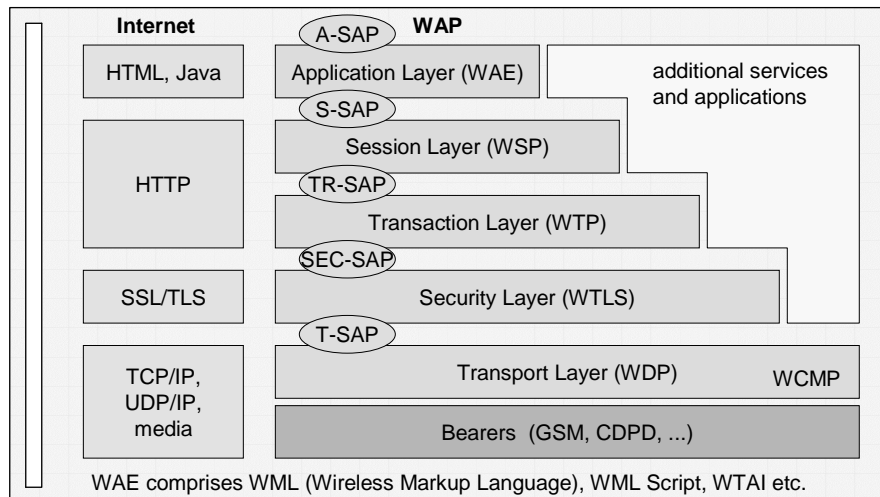 Internet
WAP
A-SAP
HTML, Java
Application Layer (WAE)
additional services
and applications
S-SAP
Session Layer (WSP)
HTTP
TR-SAP
Transaction Layer (WTP)
SEC-SAP
SSL/TLS
Security Layer (WTLS)
T-SAP
TCP/IP,
UDP/IP,
media
Transport Layer (WDP)
WCMP
Bearers (GSM, CDPD, ...)
WAE comprises WML (Wireless Markup Language), WML Script, WTAI etc.